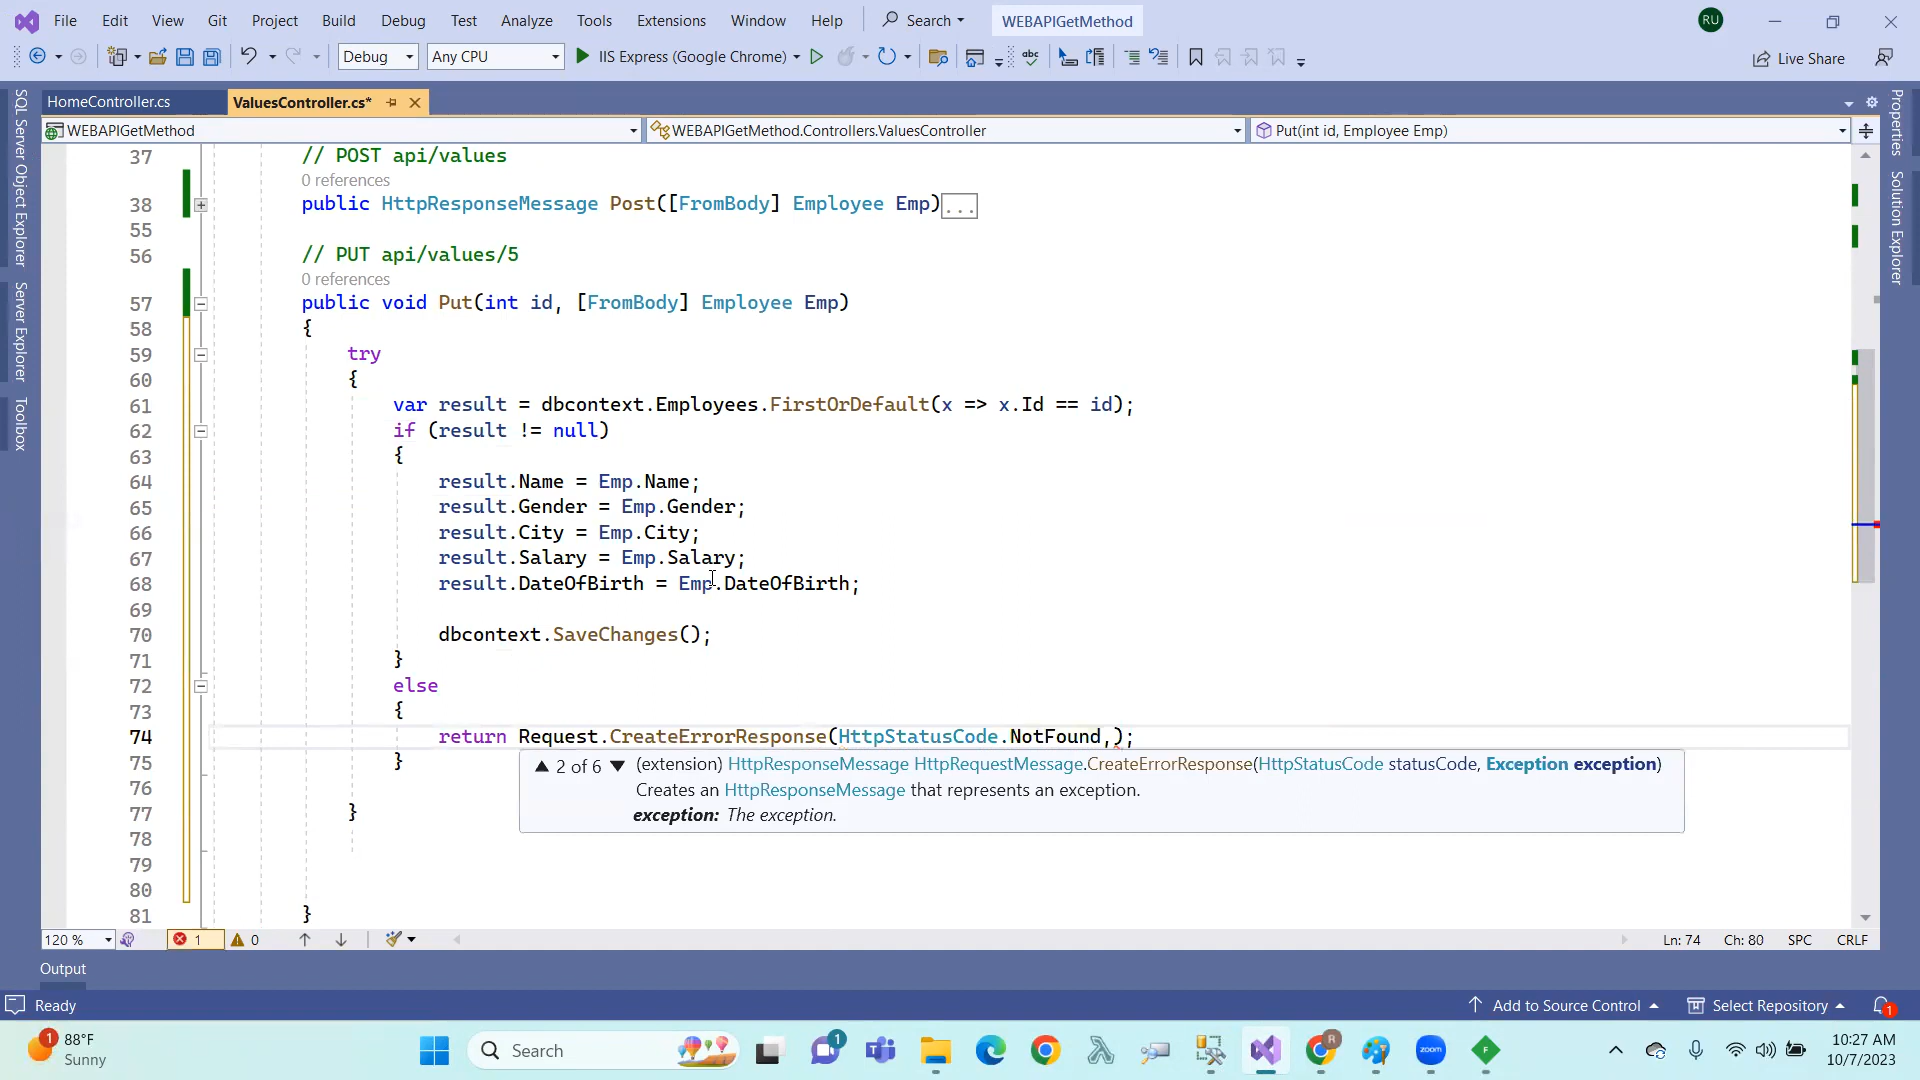 File Edit View Git Project Build Debug Test Analyze Tools Extensions Window Help Search WEBAPIGetMethod RU
Debug Any CPU IIS Express (Google Chrome) Live Share
HomeController.cs ValuesController.cs*
WEBAPIGetMethod WEBAPIGetMethod.Controllers.ValuesController Put(int id, Employee Emp)
SQL Server Object Explorer
Server Explorer
Toolbox
Properties
Solution Explorer
37 // POST api/values
0 references
38 public HttpResponseMessage Post([FromBody] Employee Emp)...
55
56 // PUT api/values/5
0 references
57 public void Put(int id, [FromBody] Employee Emp)
58 {
59 try
60 {
61 var result = dbcontext.Employees.FirstOrDefault(x => x.Id == id);
62 if (result != null)
63 {
64 result.Name = Emp.Name;
65 result.Gender = Emp.Gender;
66 result.City = Emp.City;
67 result.Salary = Emp.Salary;
68 result.DateOfBirth = Emp.DateOfBirth;
69
70 dbcontext.SaveChanges();
71 }
72 else
73 {
74 return Request.CreateErrorResponse(HttpStatusCode.NotFound,);
75 }
▲ 2 of 6 ▼ (extension) HttpResponseMessage HttpRequestMessage.CreateErrorResponse(HttpStatusCode statusCode, Exception exception)
Creates an HttpResponseMessage that represents an exception.
exception: The exception.
76
77 }
78
79
80
81 }
120 % 1 0 Ln: 74 Ch: 80 SPC CRLF
Output
Ready Add to Source Control Select Repository 1
1 88°F
Sunny
Search 1 R zoom F
10:27 AM
10/7/2023